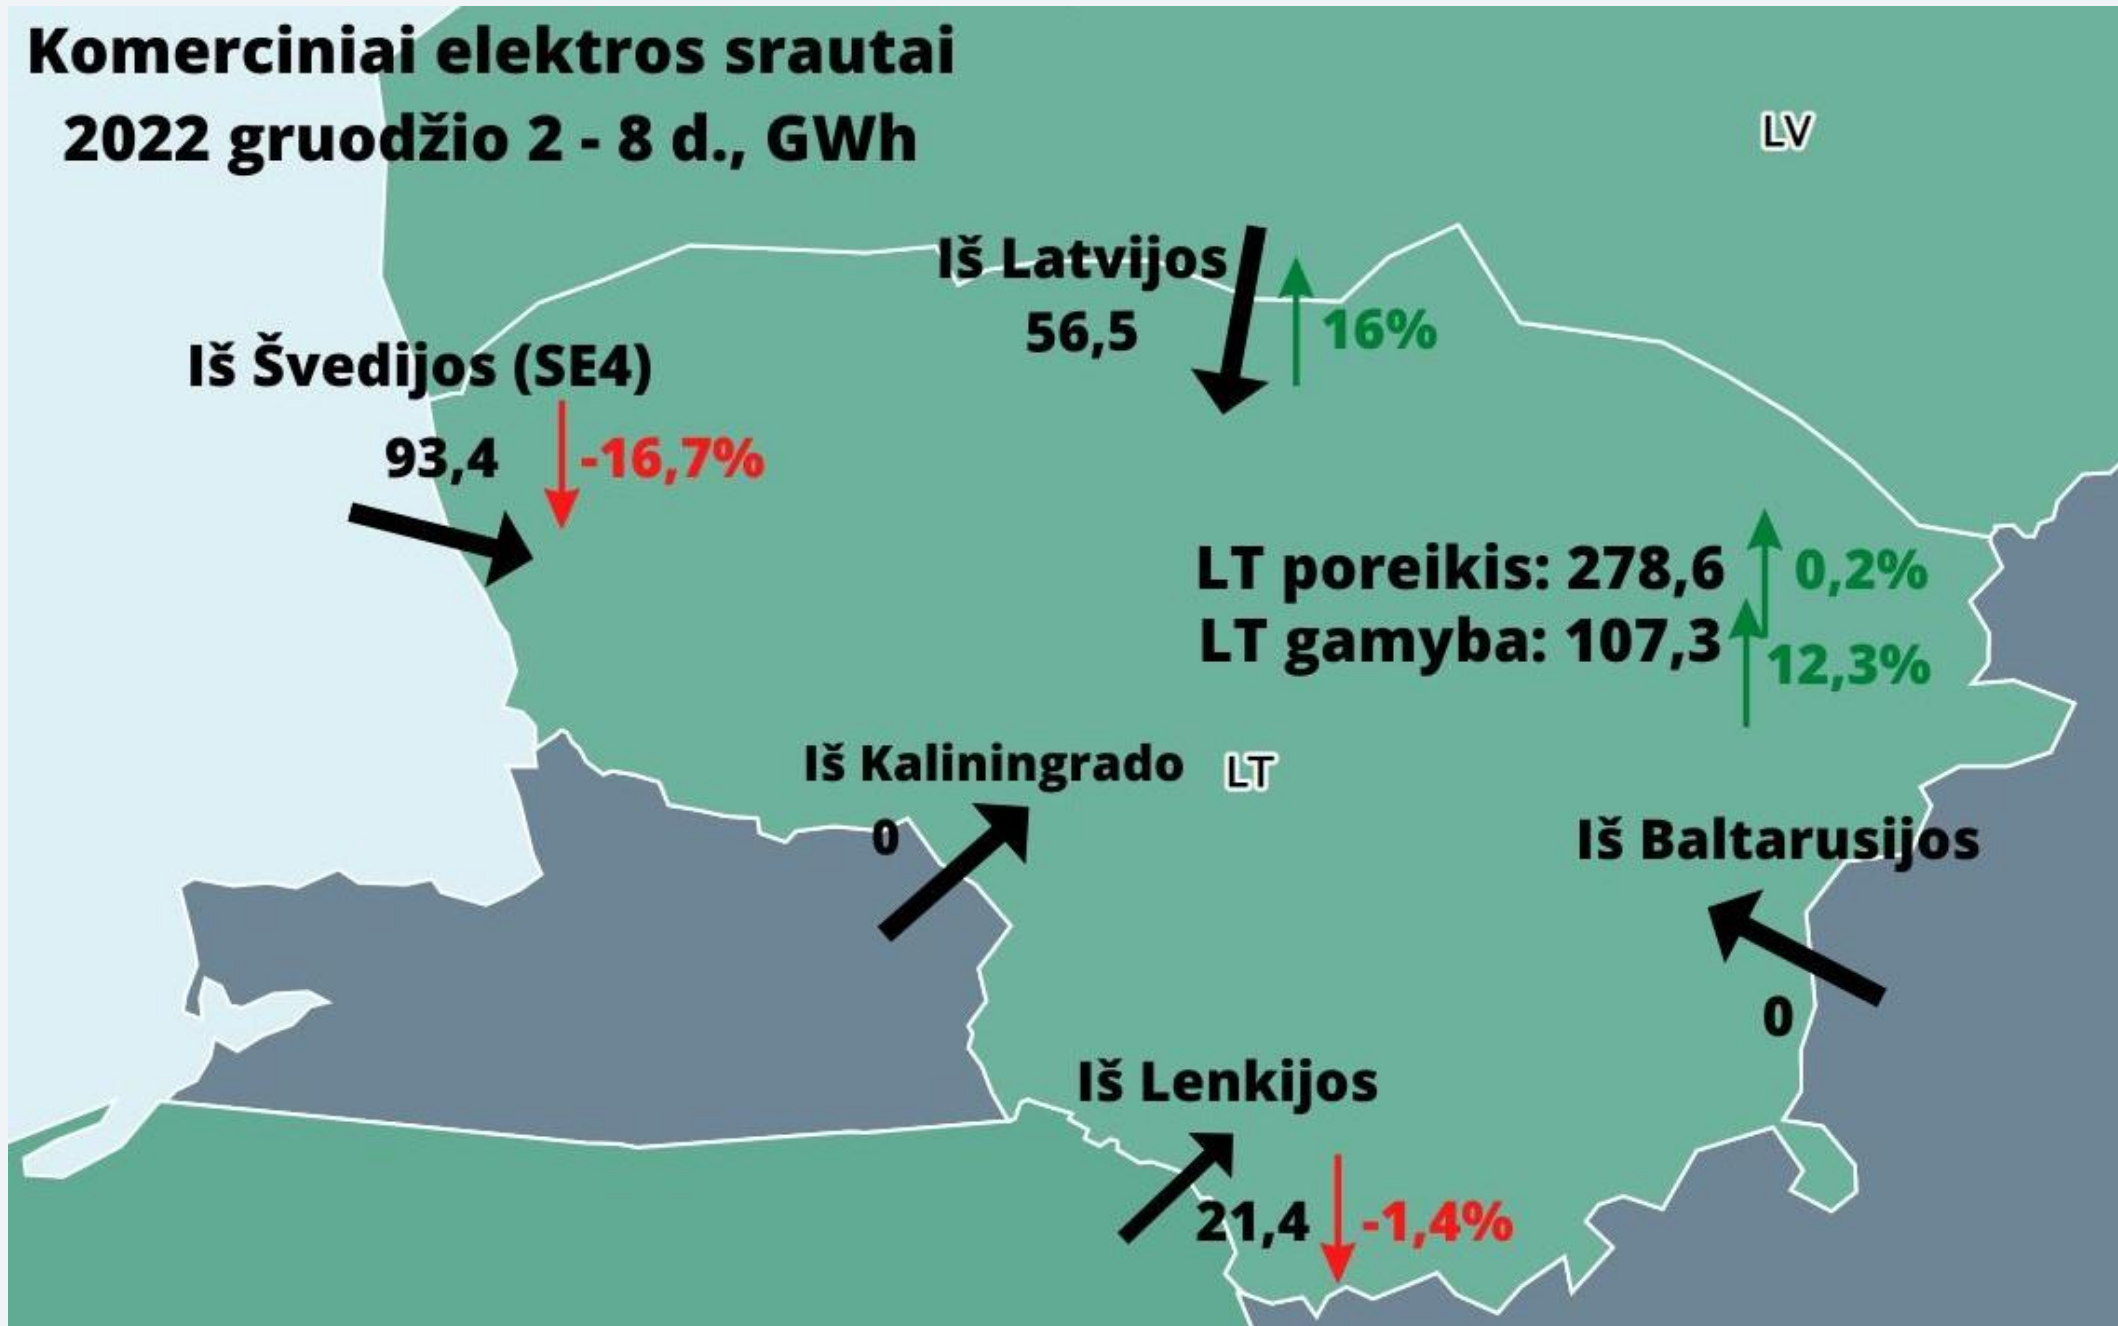 Komerciniai elektros srautai
2022 gruodžio 2 - 8 d., GWh
LV
Iš Latvijos
56,5
16%
Iš Švedijos (SE4)
93,4
-16,7%
LT poreikis: 278,6
0,2%
LT gamyba: 107,3
12,3%
Iš Kaliningrado
0
LT
Iš Baltarusijos
0
Iš Lenkijos
21,4
-1,4%